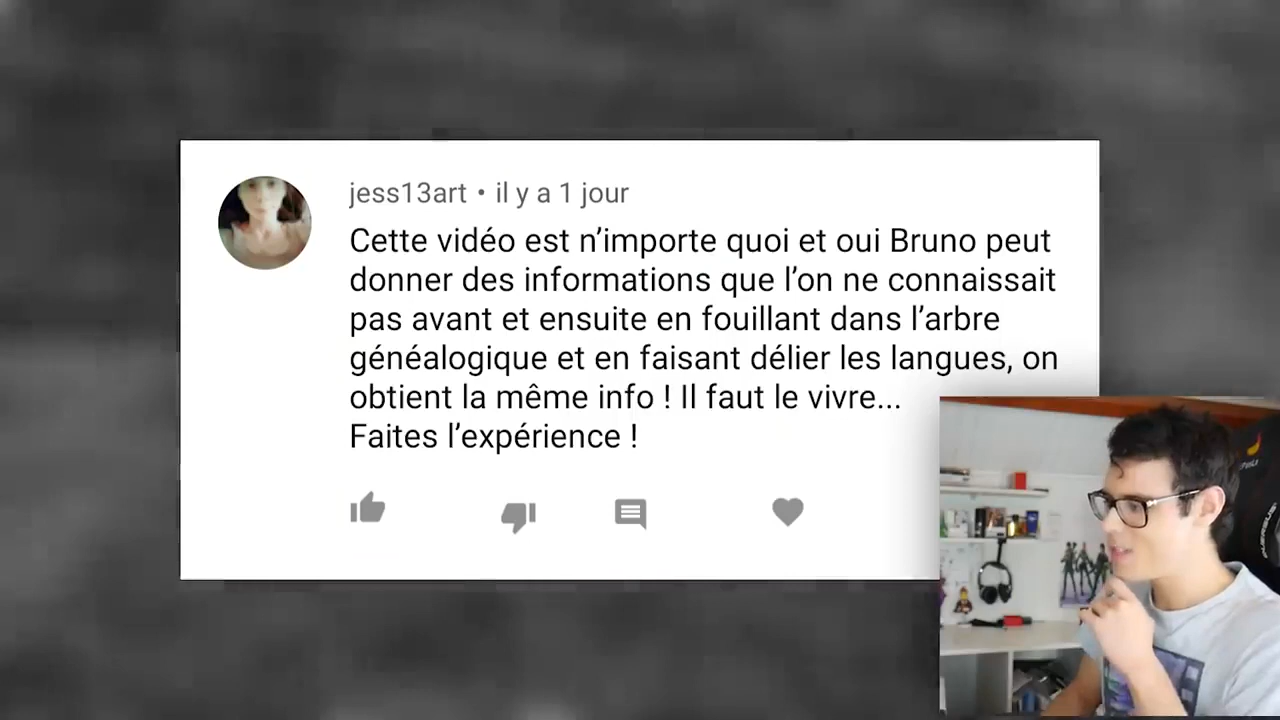 jess13art • il y a 1 jour
Cette vidéo est n’importe quoi et oui Bruno peut
donner des informations que l’on ne connaissait
pas avant et ensuite en fouillant dans l’arbre
généalogique et en faisant délier les langues, on
obtient la même info ! Il faut le vivre...
Faites l’expérience !